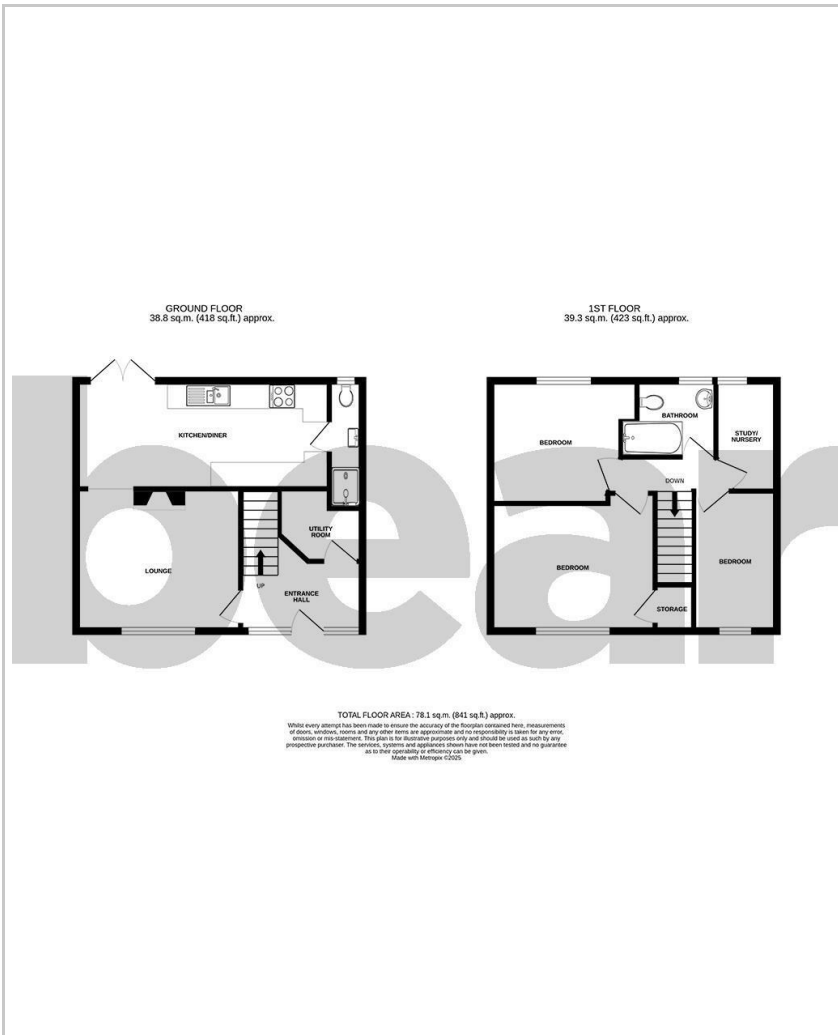 GROUND FLOOR
38.8 sq.m. (418 sq.ft.) approx.
1ST FLOOR
39.3 sq.m. (423 sq.ft.) approx.
KITCHEN/DINER
LOUNGE
UP
UTILITY
ROOM
ENTRANCE
HALL
BEDROOM
BATHROOM
STUDY/
NURSERY
DOWN
BEDROOM
BEDROOM
STORAGE
bear
TOTAL FLOOR AREA : 78.1 sq.m. (841 sq.ft.) approx.
Whilst every attempt has been made to ensure the accuracy of the floorplan contained here, measurements
of doors, windows, rooms and any other items are approximate and no responsibility is taken for any error,
omission or mis-statement. This plan is for illustrative purposes only and should be used as such by any
prospective purchaser. The services, systems and appliances shown have not been tested and no guarantee
as to their operability or efficiency can be given.
Made with Metropix ©2025